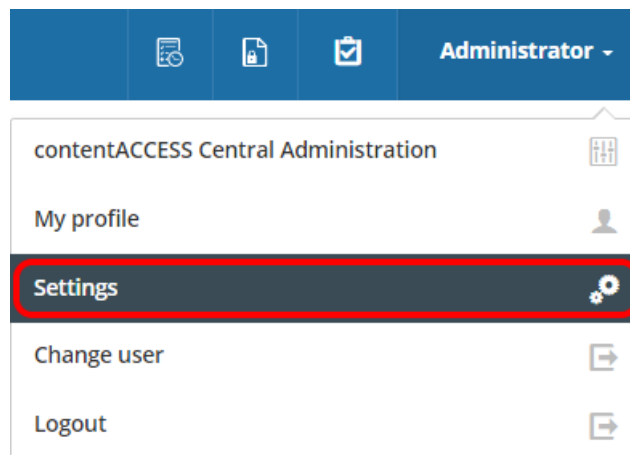 Administrator
contentACCESS Central Administration
My profile
Settings
Change user
Logout